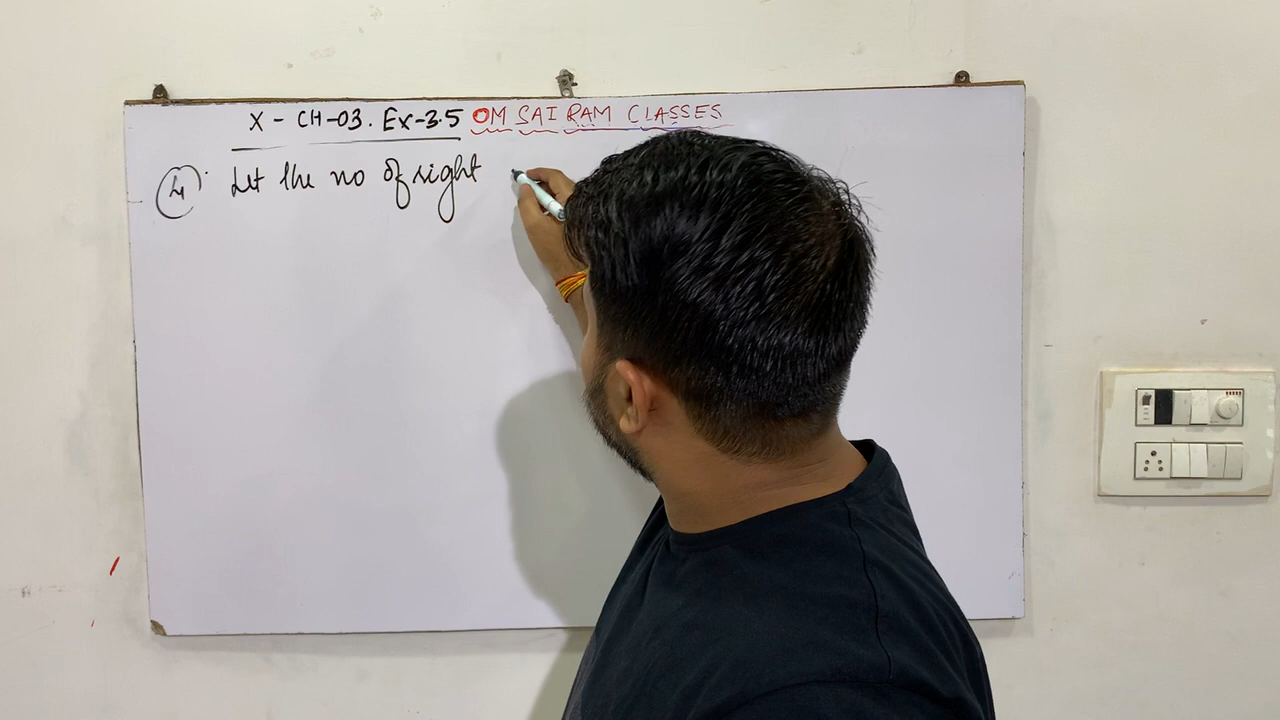 X - CH-03. Ex-3.5 OM SAI RAM CLASSES
4. Let the no of right